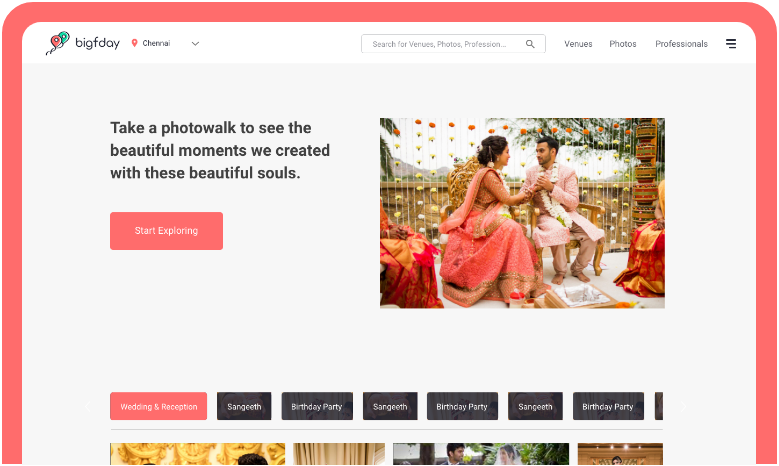 bigfday
Chennai
Search for Venues, Photos, Profession...
Venues
Photos
Professionals
Take a photowalk to see the
beautiful moments we created
with these beautiful souls.
Start Exploring
Wedding & Reception
Sangeeth
Birthday Party
Sangeeth
Birthday Party
Sangeeth
Birthday Party